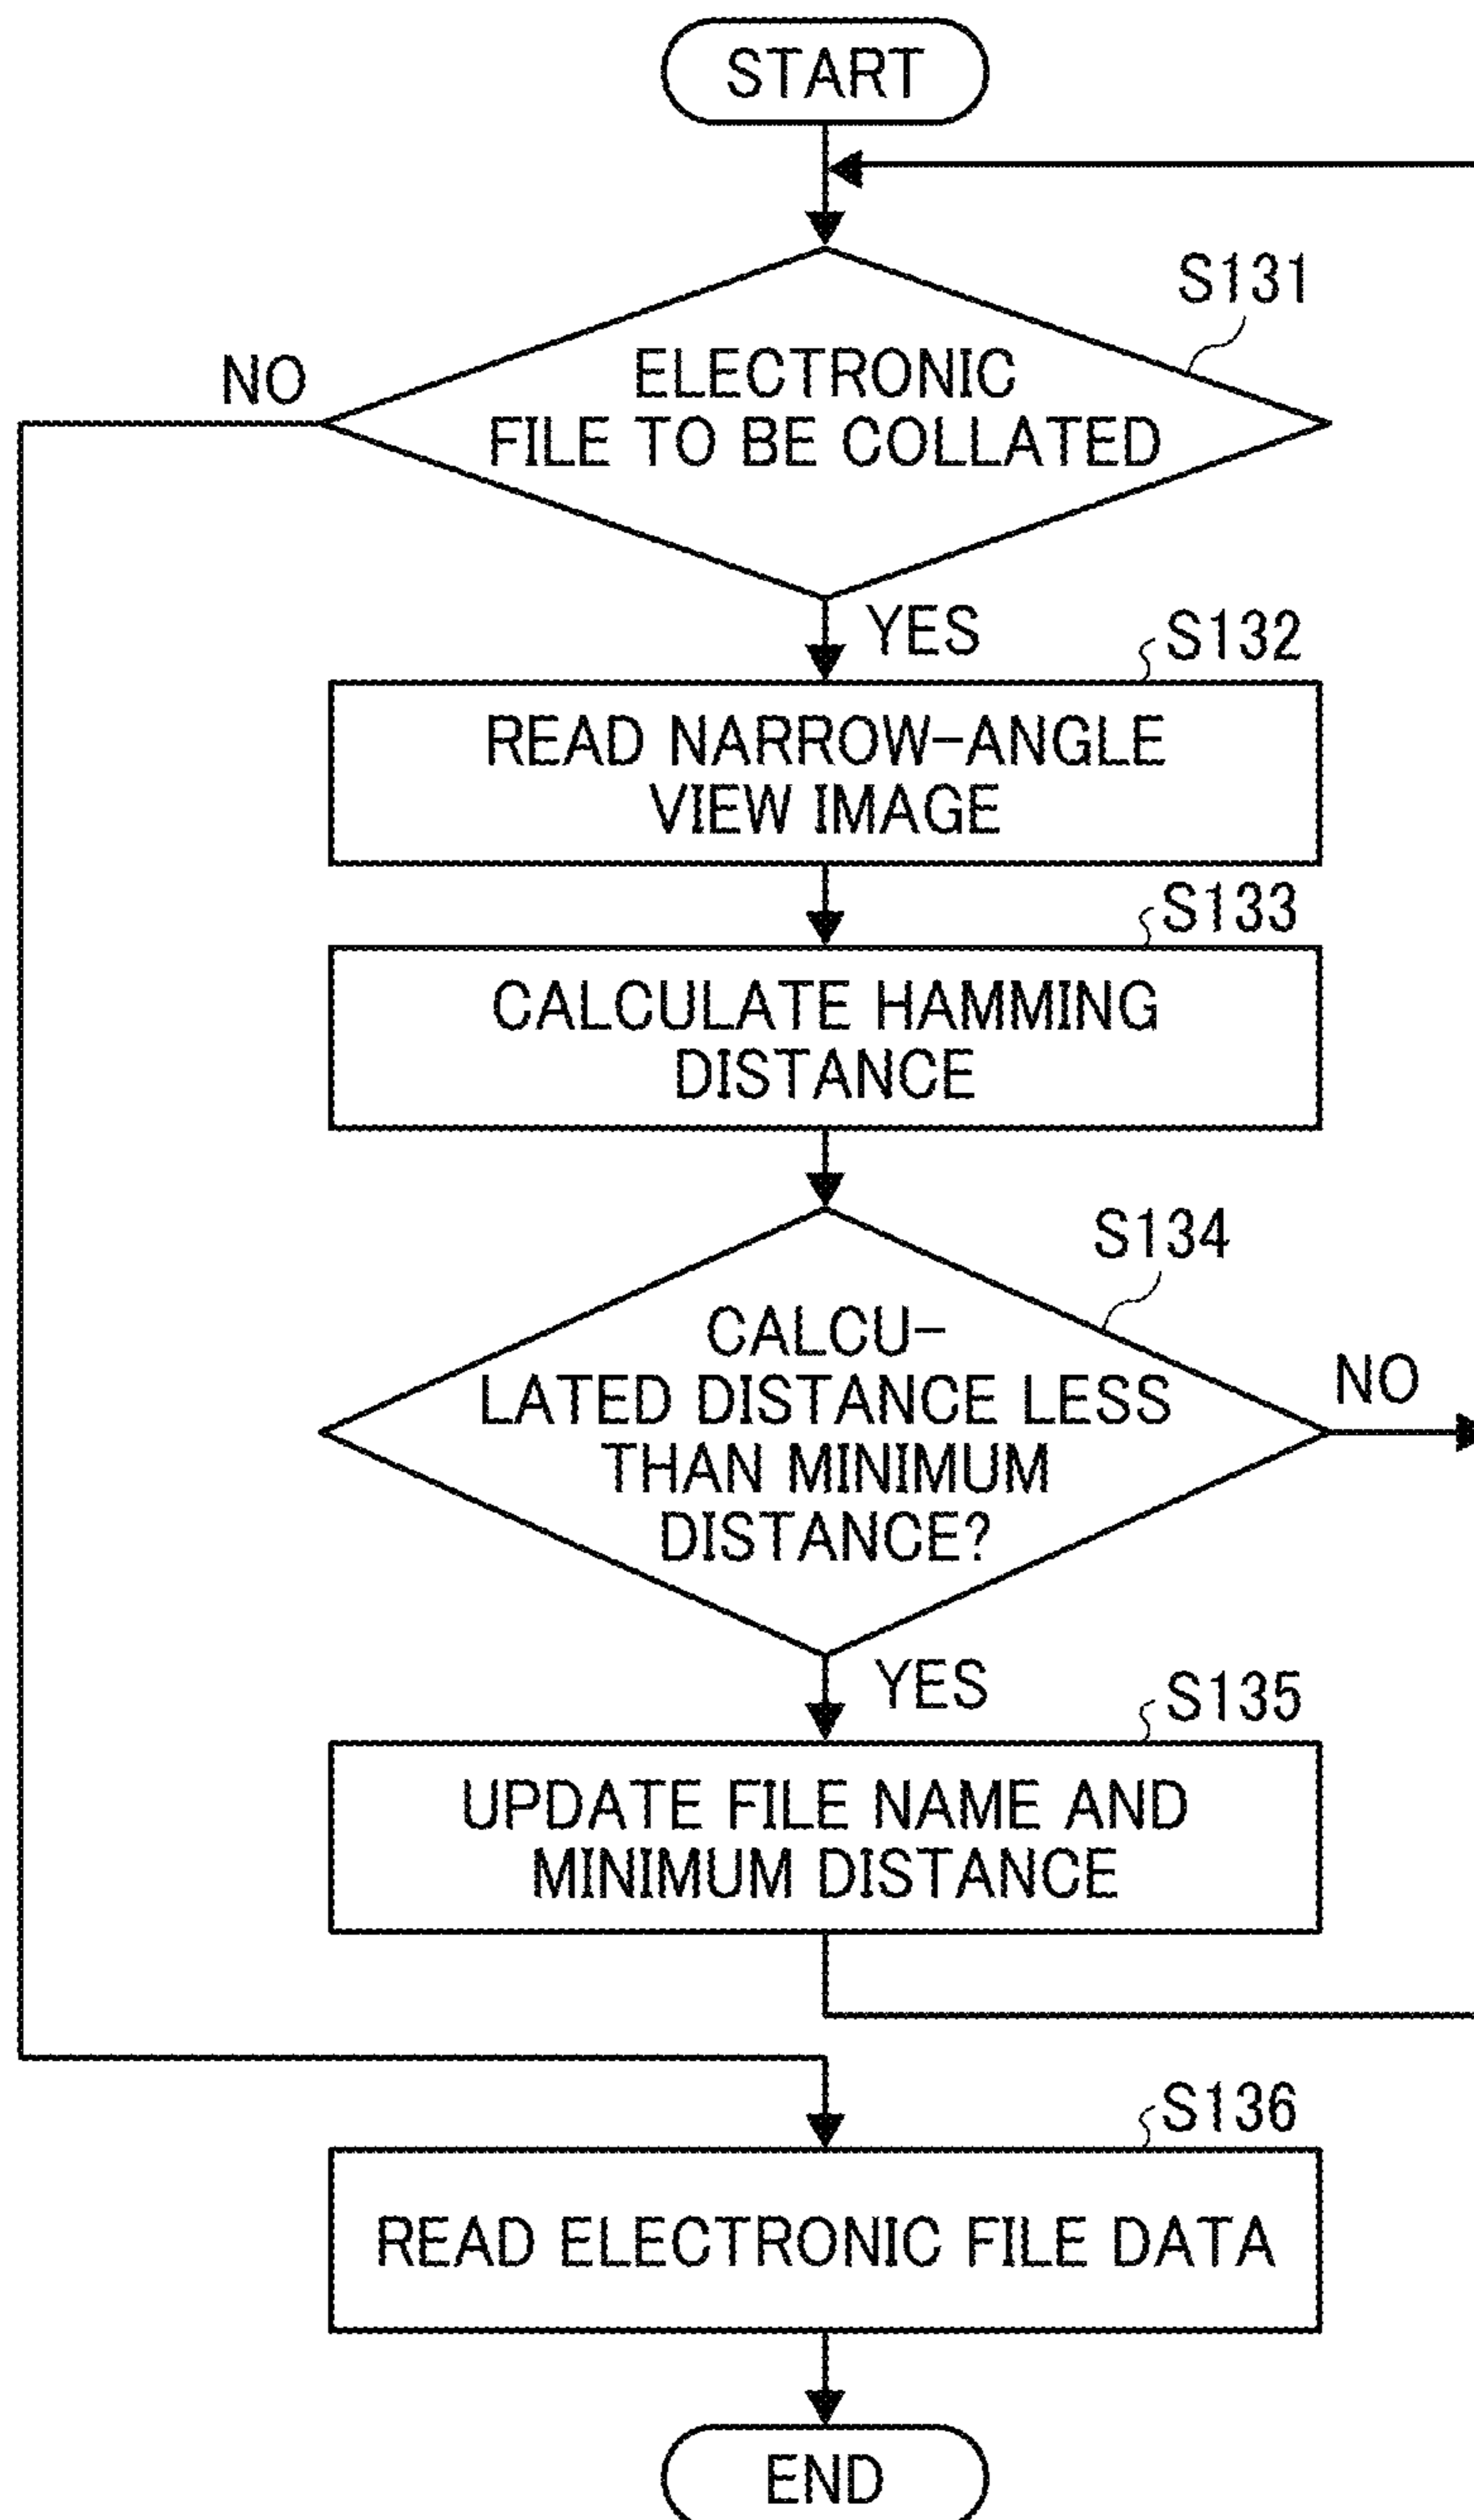 START
S131
NO
ELECTRONIC
FILE TO BE COLLATED
YES
S132
READ NARROW-ANGLE
VIEW IMAGE
S133
CALCULATE HAMMING
DISTANCE
S134
CALCU-
LATED DISTANCE LESS
THAN MINIMUM
DISTANCE?
NO
YES
S135
UPDATE FILE NAME AND
MINIMUM DISTANCE
S136
READ ELECTRONIC FILE DATA
END